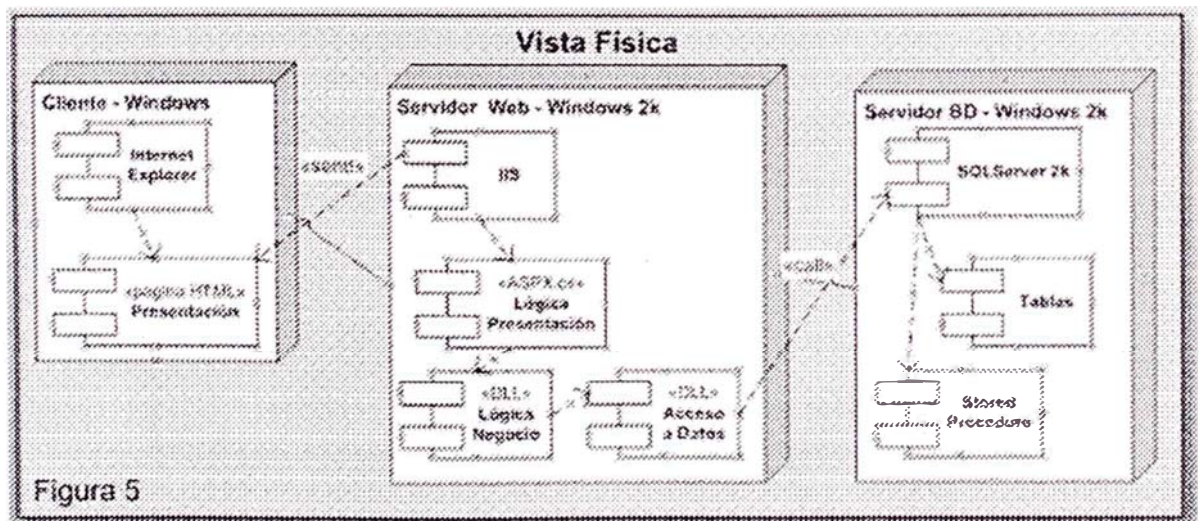 Vista Física
Cliente - Windows
Internet
Explorer
«página HTML»
Presentación
«send»
Servidor Web - Windows 2k
IIS
«ASPX.cs»
Lógica
Presentación
«DLL»
Lógica
Negocio
«DLL»
Acceso
a Datos
«call»
Servidor BD - Windows 2k
SQLServer 2k
Tablas
Stored
Procedure
Figura 5